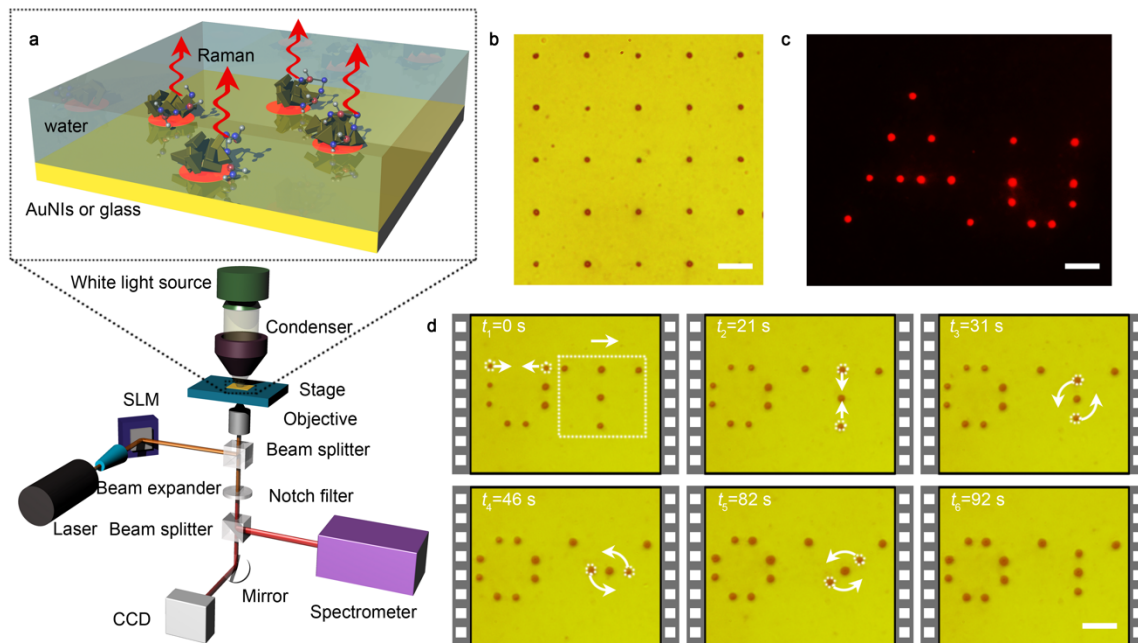 a
Raman
water
AuNIs or glass
White light source
Condenser
Stage
SLM
Objective
Beam splitter
Beam expander
Notch filter
Laser
Beam splitter
Mirror
CCD
Spectrometer
b
c
d
t1=0 s
t2=21 s
t3=31 s
t4=46 s
t5=82 s
t6=92 s